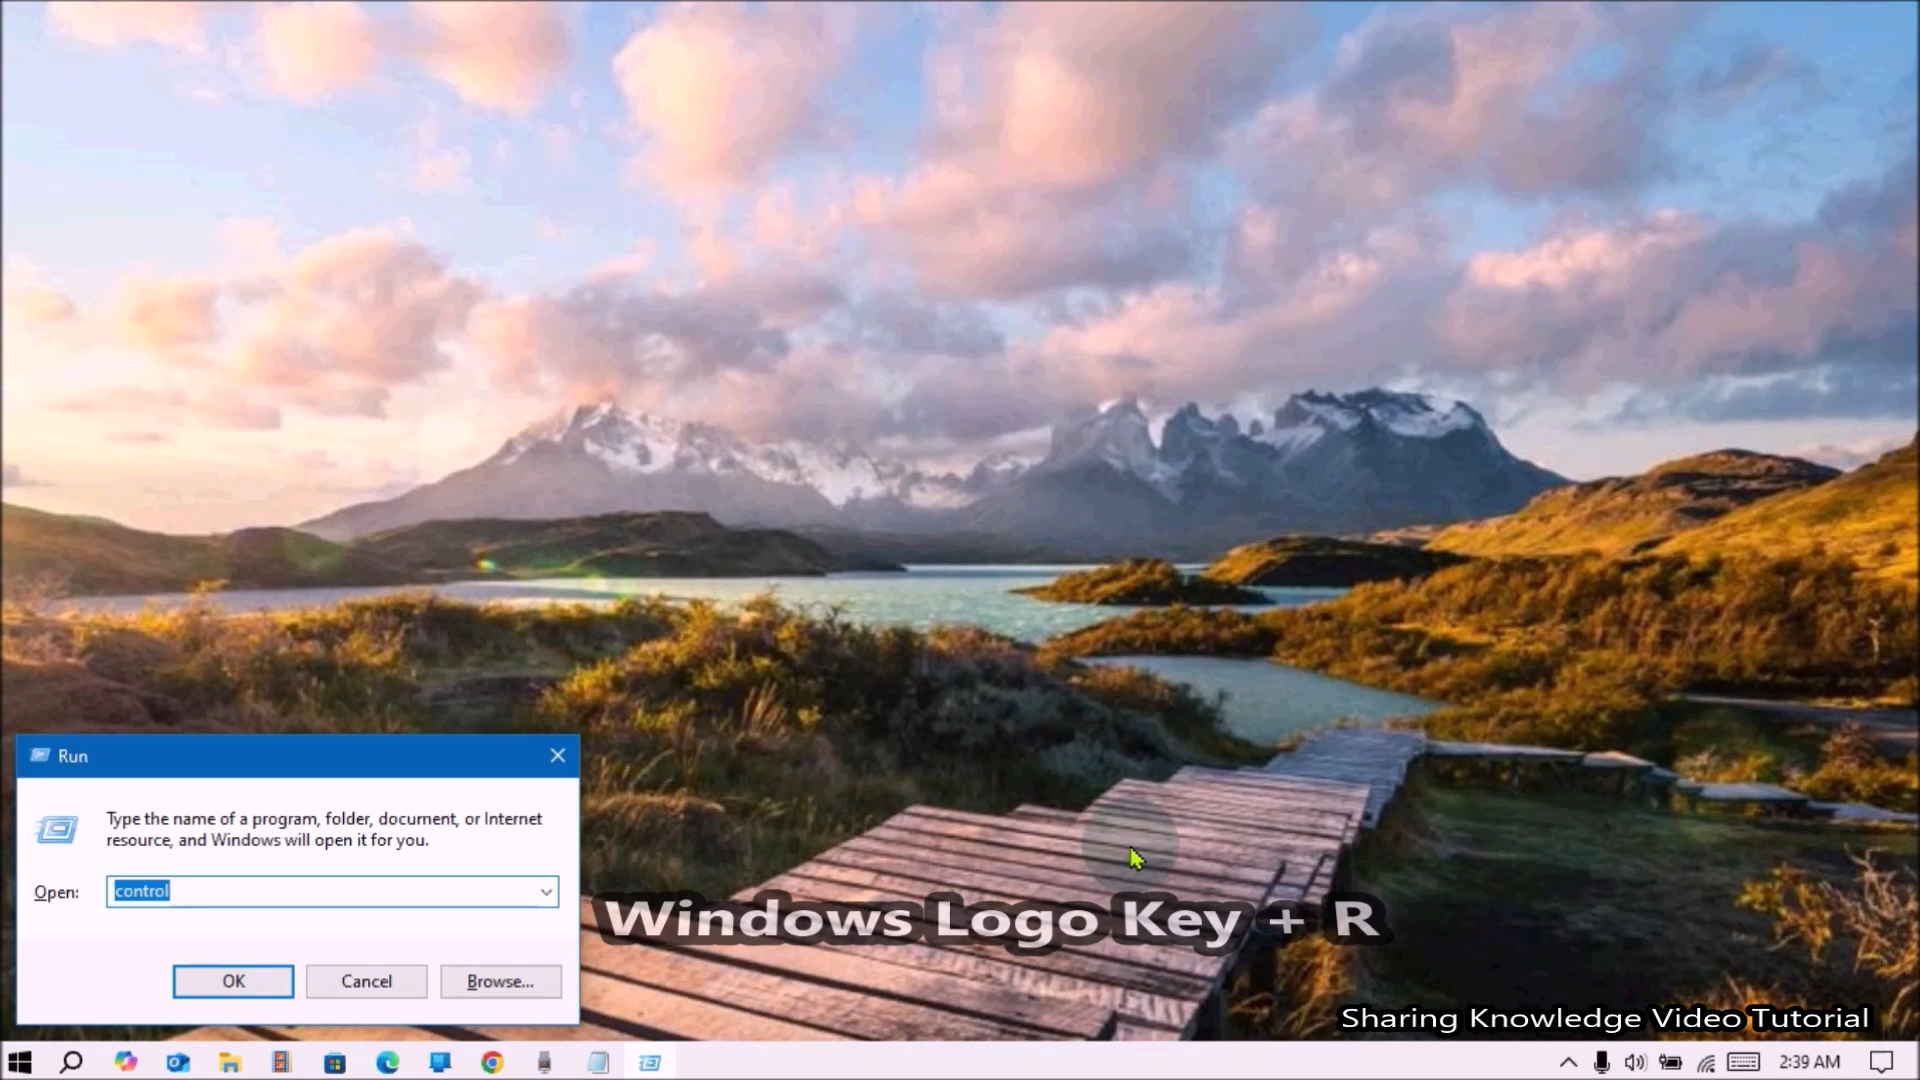 Run
Type the name of a program, folder, document, or Internet
resource, and Windows will open it for you.
Open:
control
OK
Cancel
Browse...
Windows Logo Key + R
Sharing Knowledge Video Tutorial
2:39 AM